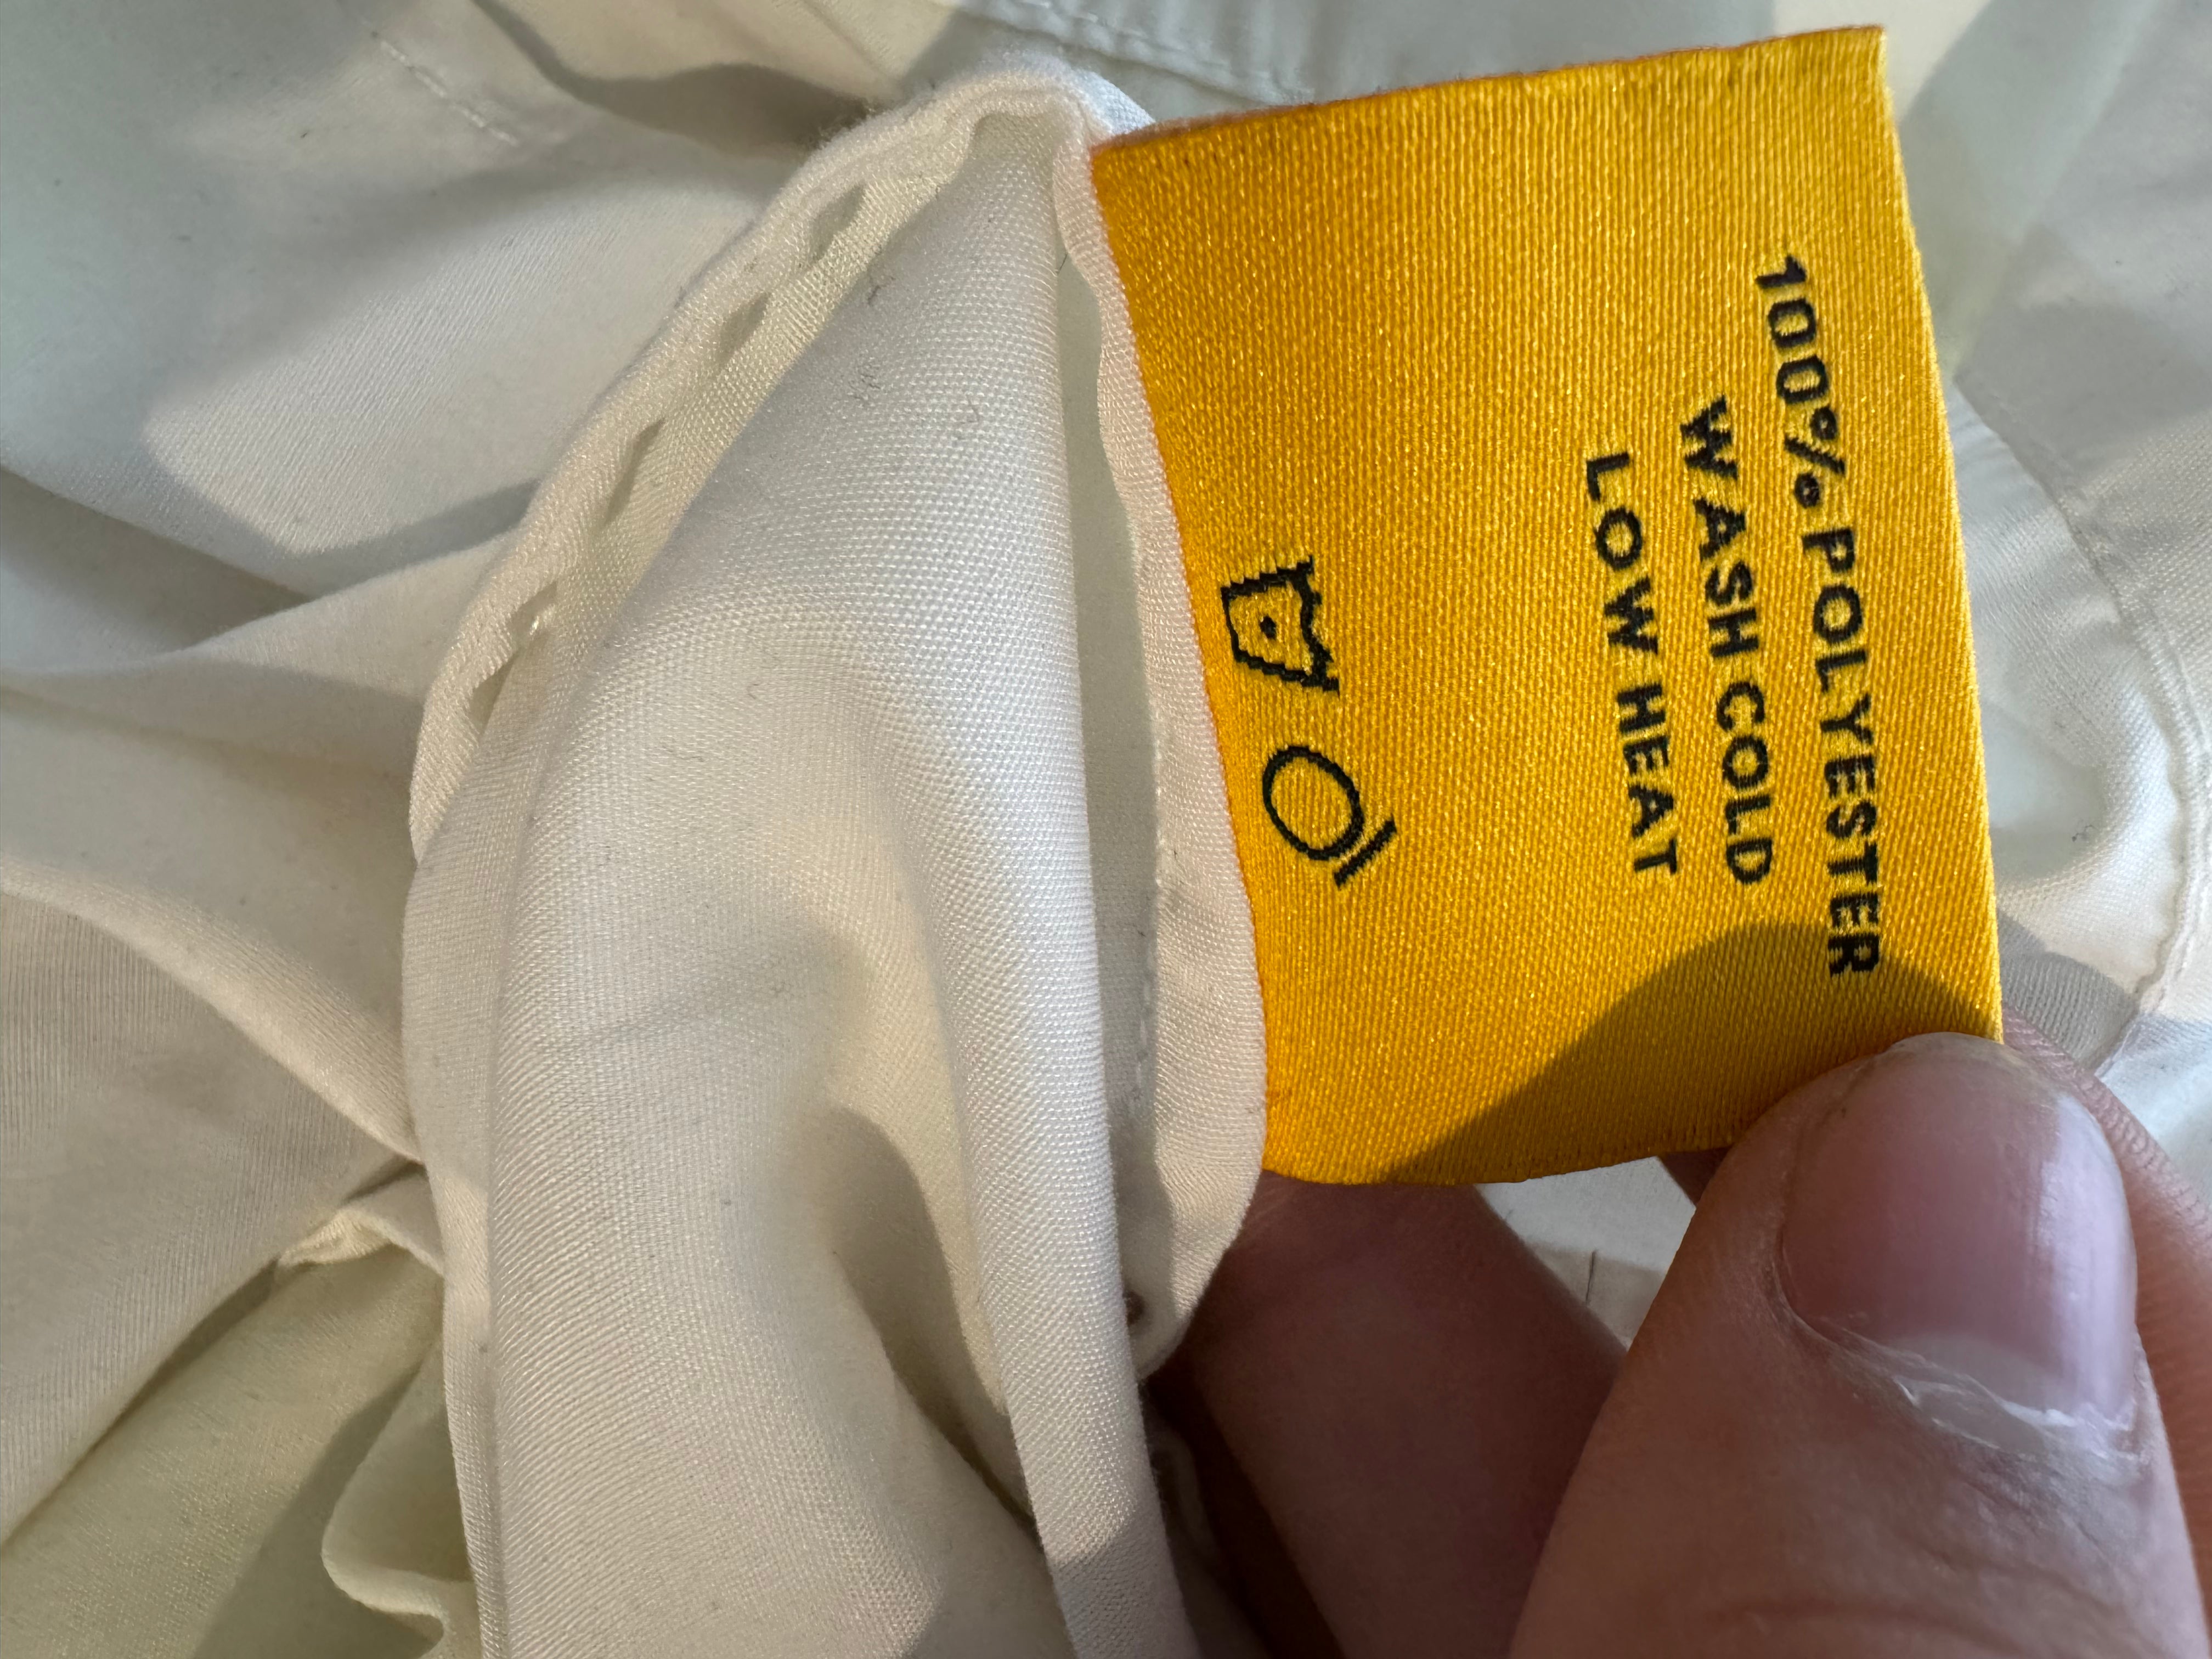 100% POLYESTER
WASH COLD
LOW HEAT